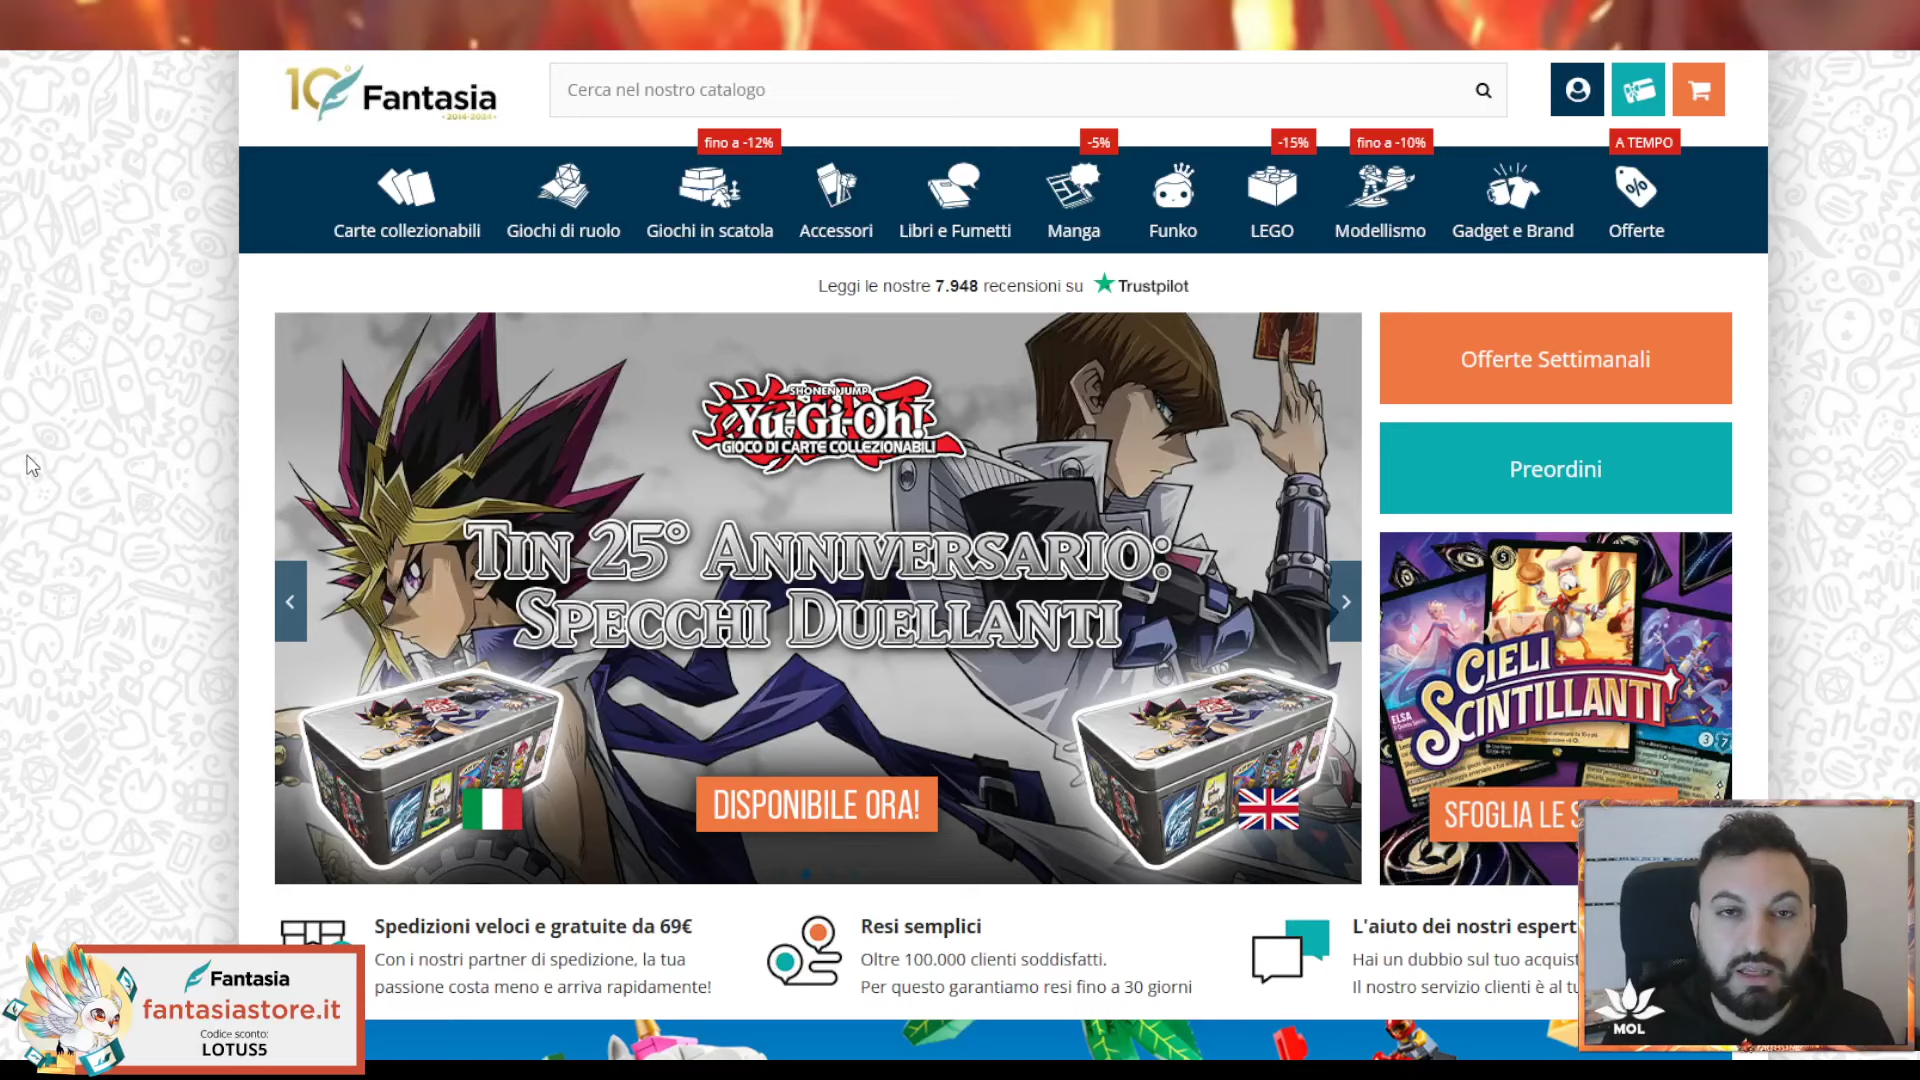 10° Fantasia
• 2014-2024 •
Cerca nel nostro catalogo
fino a -12%
-5%
-15%
fino a -10%
A TEMPO
Carte collezionabili
Giochi di ruolo
Giochi in scatola
Accessori
Libri e Fumetti
Manga
Funko
LEGO
Modellismo
Gadget e Brand
Offerte
Leggi le nostre 7.948 recensioni su Trustpilot
SHONEN JUMP
Yu-Gi-Oh!
GIOCO DI CARTE COLLEZIONABILI
TIN 25° ANNIVERSARIO:
SPECCHI DUELLANTI
DISPONIBILE ORA!
Offerte Settimanali
Preordini
5
CIELI
SCINTILLANTI
ELSA
3 7
SFOGLIA LE S
Spedizioni veloci e gratuite da 69€
Con i nostri partner di spedizione, la tua
passione costa meno e arriva rapidamente!
Resi semplici
Oltre 100.000 clienti soddisfatti.
Per questo garantiamo resi fino a 30 giorni
L'aiuto dei nostri espert
Hai un dubbio sul tuo acquist
Il nostro servizio clienti è al tu
Fantasia
fantasiastore.it
Codice sconto:
LOTUS5
MOL